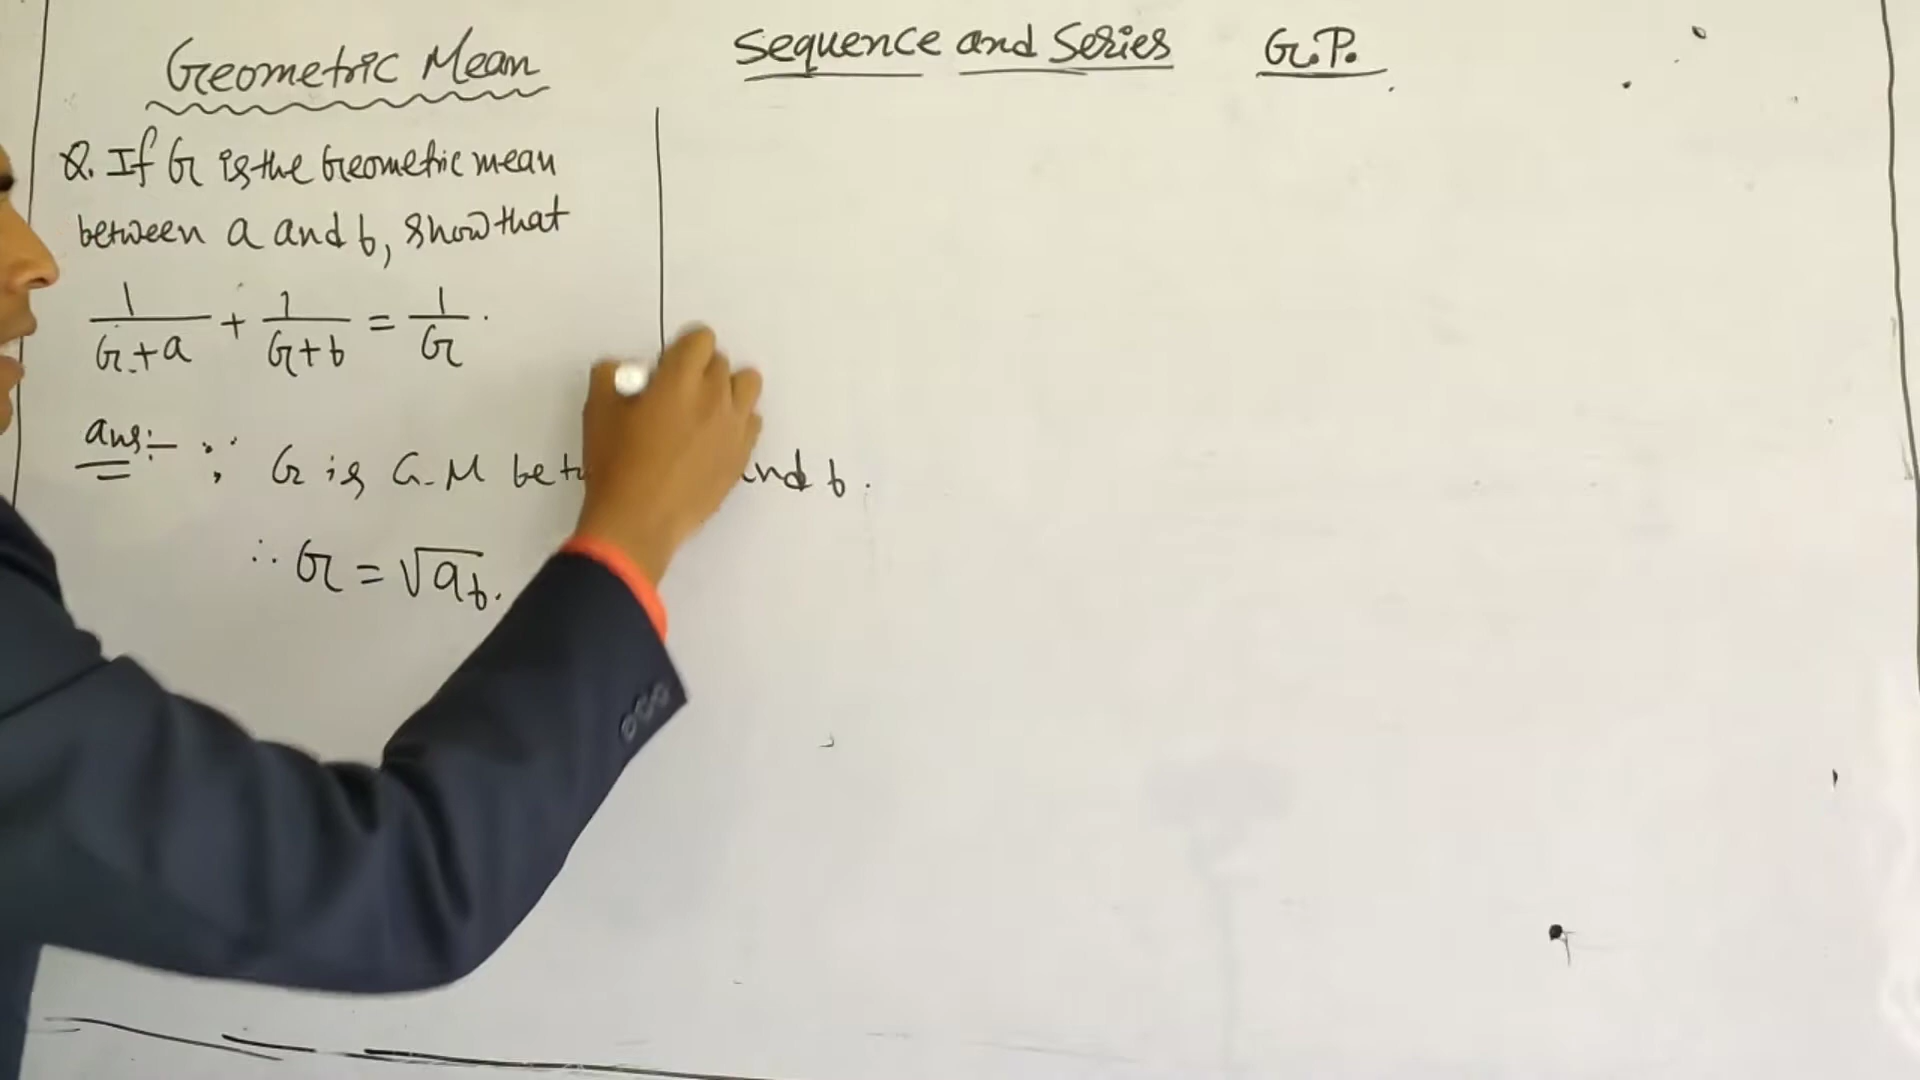 Geometric Mean
Sequence and Series G.P.
Q. If G is the Geometric mean
between a and b, show that
1/(G+a) + 1/(G+b) = 1/G.
ans:- ∵ G is G.M and b.
∴ G = √ab.